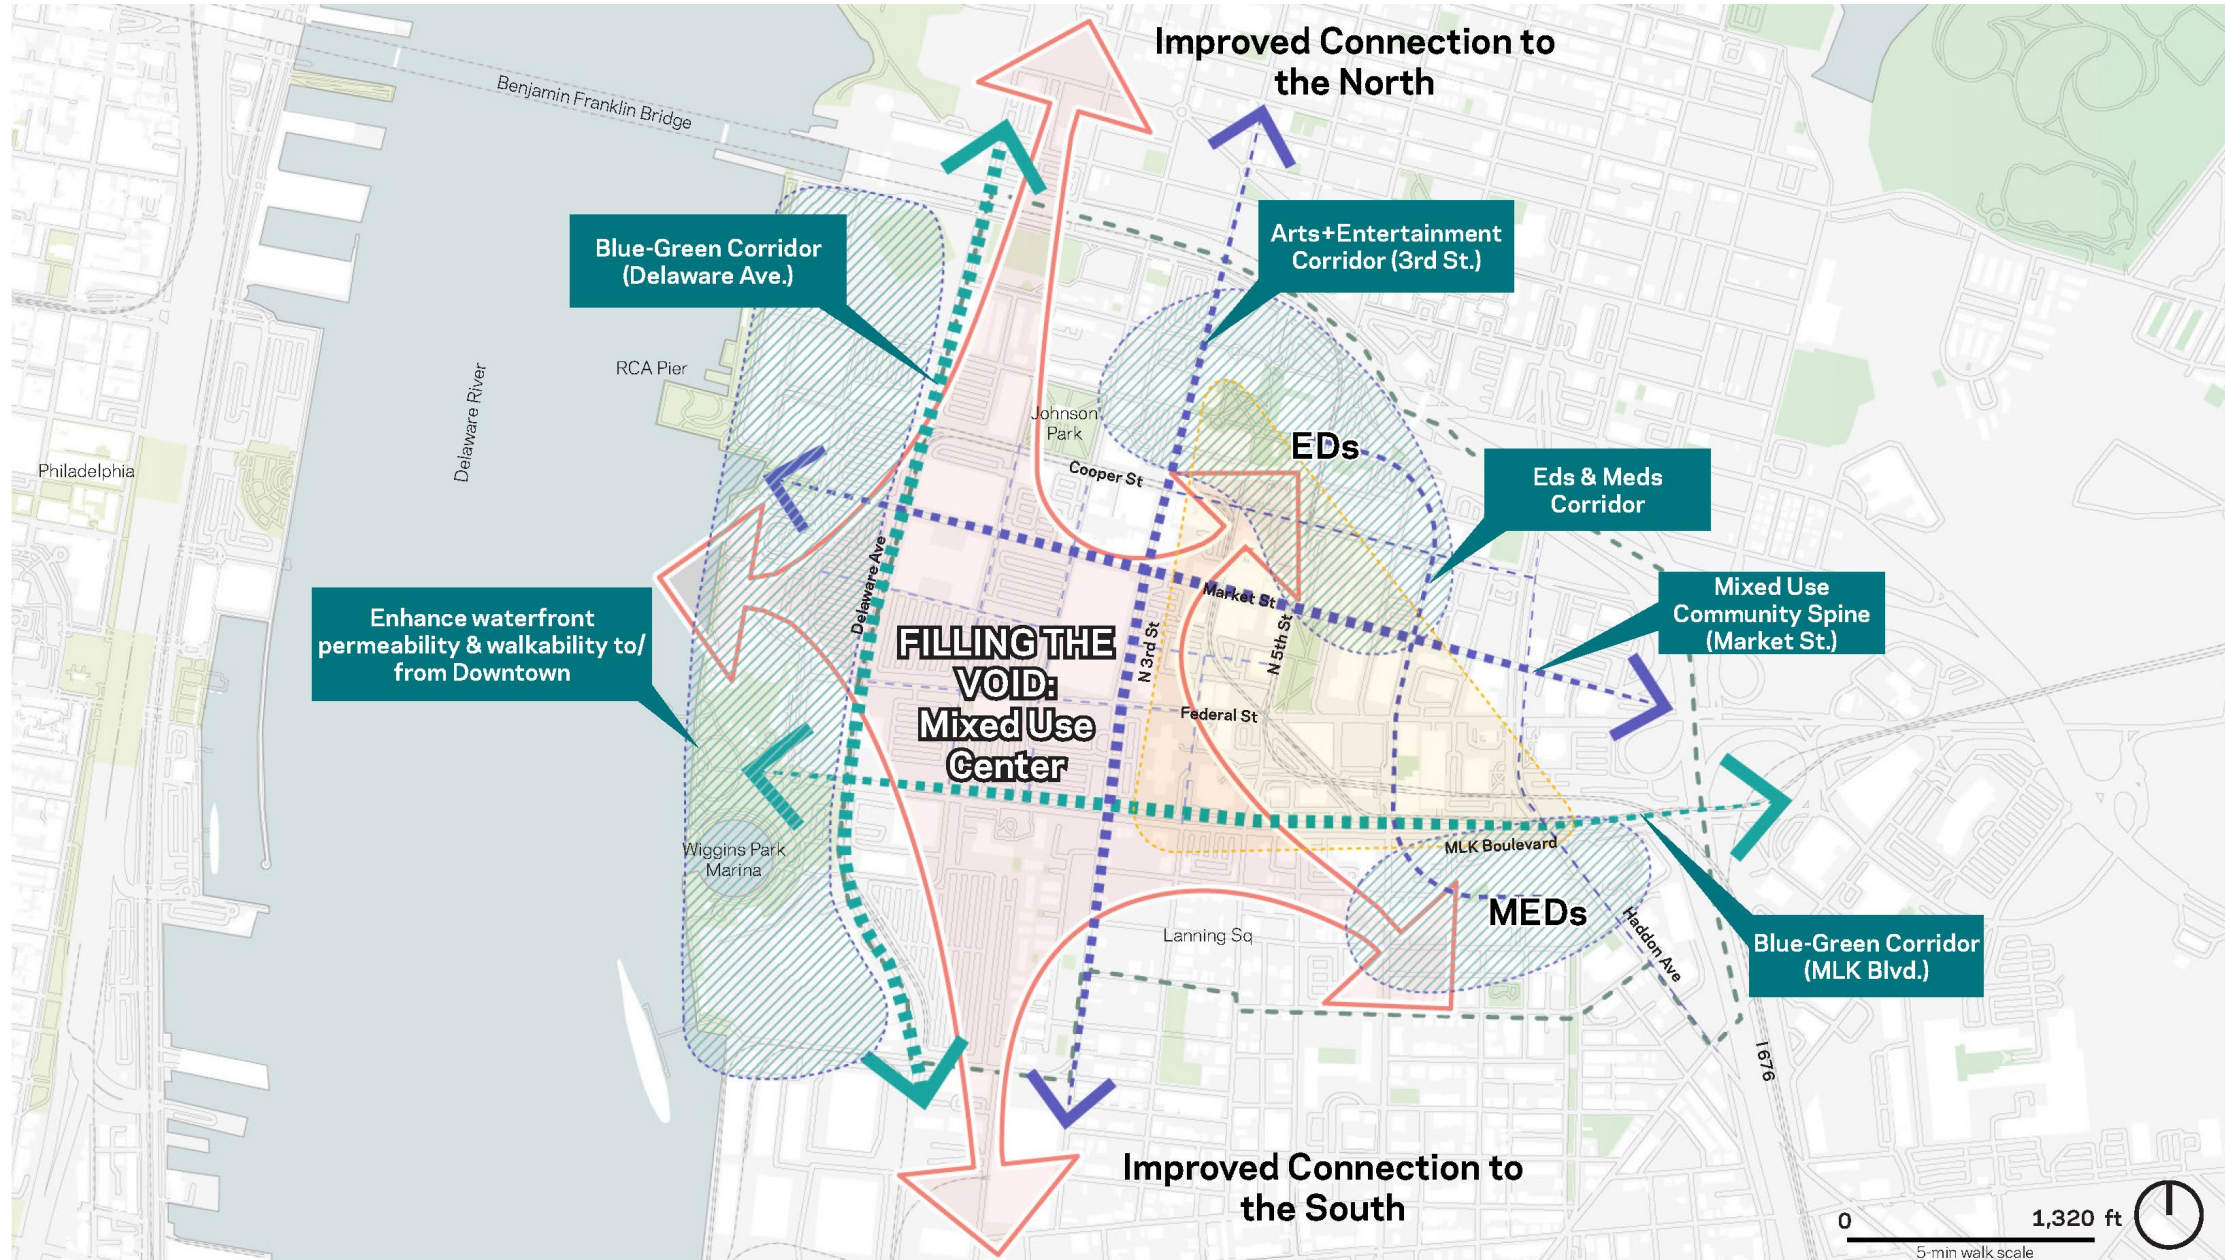 Improved Connection to
the North
Benjamin Franklin Bridge
Blue-Green Corridor
(Delaware Ave.)
Arts+Entertainment
Corridor (3rd St.)
RCA Pier
Delaware River
Philadelphia
Johnson
Park
Cooper St
EDs
Eds & Meds
Corridor
Delaware Ave
Market St
Mixed Use
Community Spine
(Market St.)
Enhance waterfront
permeability & walkability to/
from Downtown
FILLING THE
VOID:
Mixed Use
Center
N 3rd St
N 5th St
Federal St
Wiggins Park
Marina
MLK Boulevard
MEDs
Lanning Sq
Haddon Ave
Blue-Green Corridor
(MLK Blvd.)
I 676
Improved Connection to
the South
0
1,320 ft
5-min walk scale